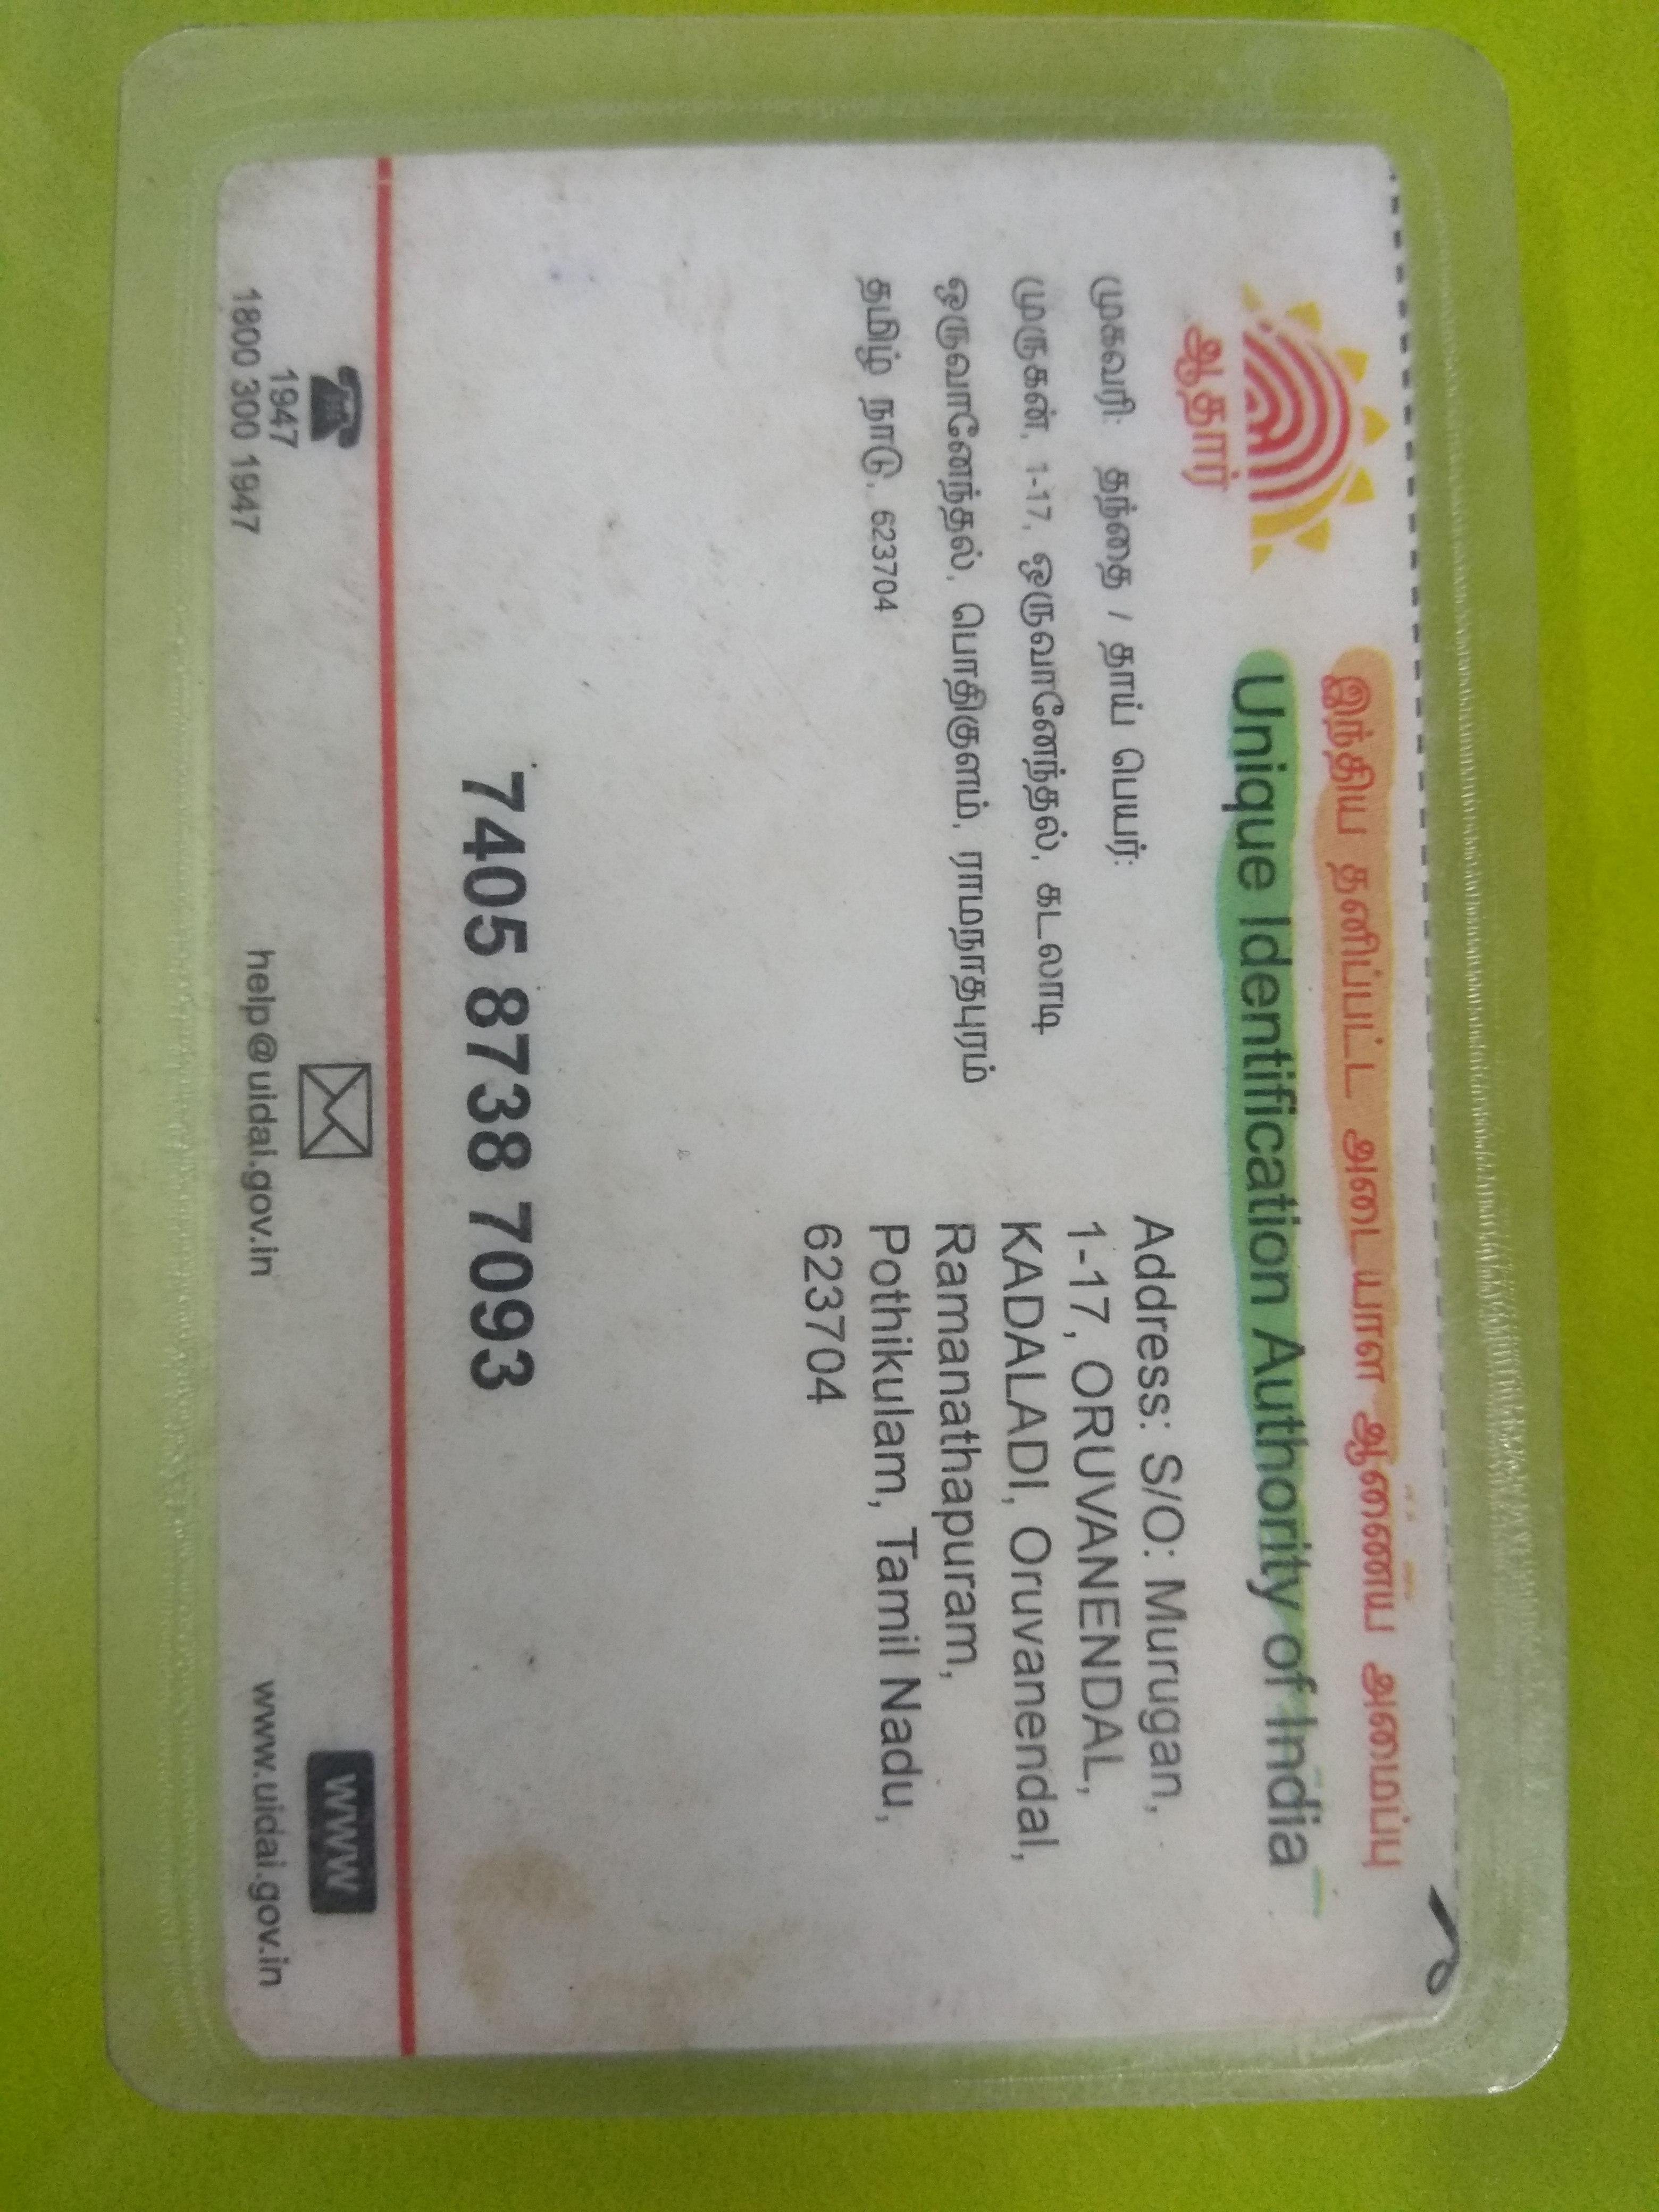 இந்திய தனிப்பட்ட அடையாள ஆணைய அமைப்பு
Unique Identification Authority of India
ஆதார்
முகவரி: தந்தை / தாய் பெயர்:
முருகன், 1-17, ஒருவானேந்தல், கடலாடி
ஒருவானேந்தல், பொதிகுளம், ராமநாதபுரம்
தமிழ் நாடு, 623704
Address: S/O: Murugan,
1-17, ORUVANENDAL,
KADALADI, Oruvanendal,
Ramanathapuram,
Pothikulam, Tamil Nadu,
623704
7405 8738 7093
1947
1800 300 1947
help@uidai.gov.in
www
www.uidai.gov.in